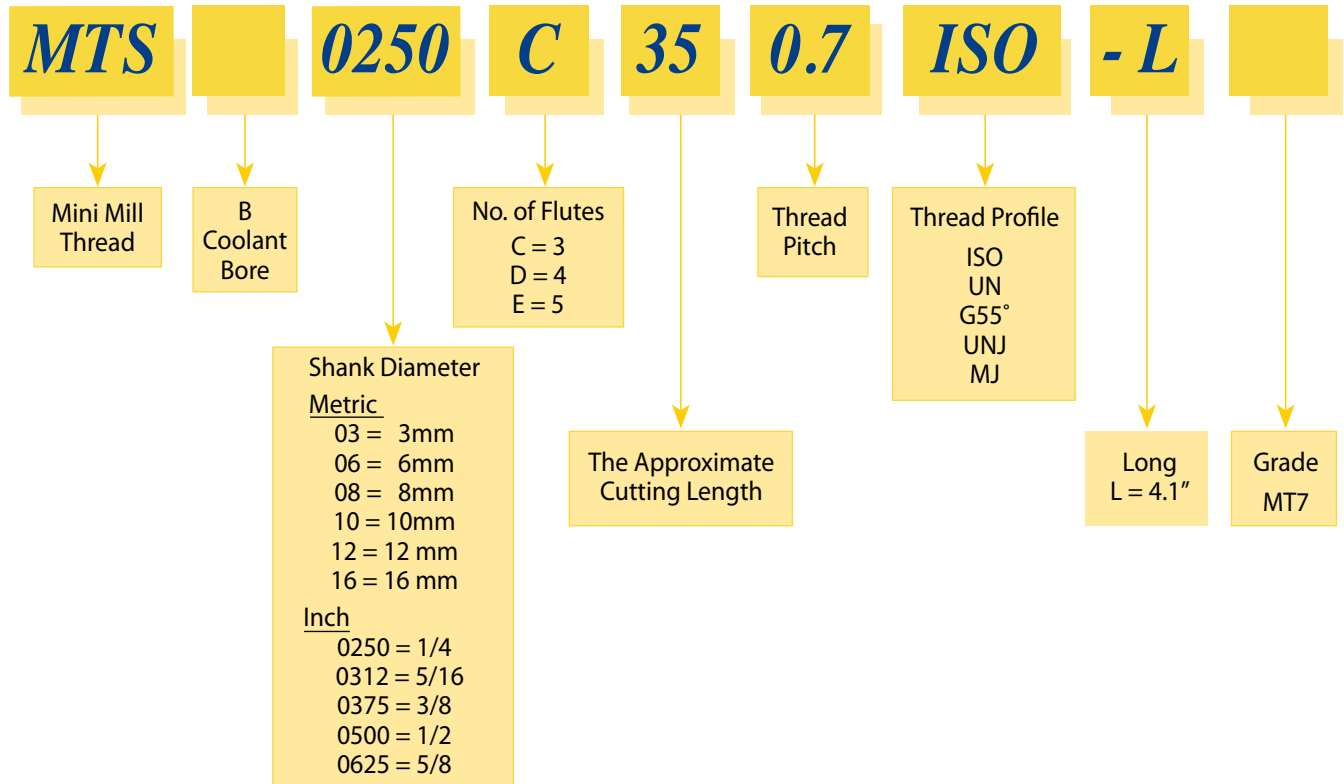 MTS 0250 C 35 0.7 ISO - L
Mini Mill
Thread
B
Coolant
Bore
Shank Diameter
Metric
03 = 3mm
06 = 6mm
08 = 8mm
10 = 10mm
12 = 12 mm
16 = 16 mm
Inch
0250 = 1/4
0312 = 5/16
0375 = 3/8
0500 = 1/2
0625 = 5/8
No. of Flutes
C = 3
D = 4
E = 5
The Approximate
Cutting Length
Thread
Pitch
Thread Profile
ISO
UN
G55°
UNJ
MJ
Long
L = 4.1"
Grade
MT7